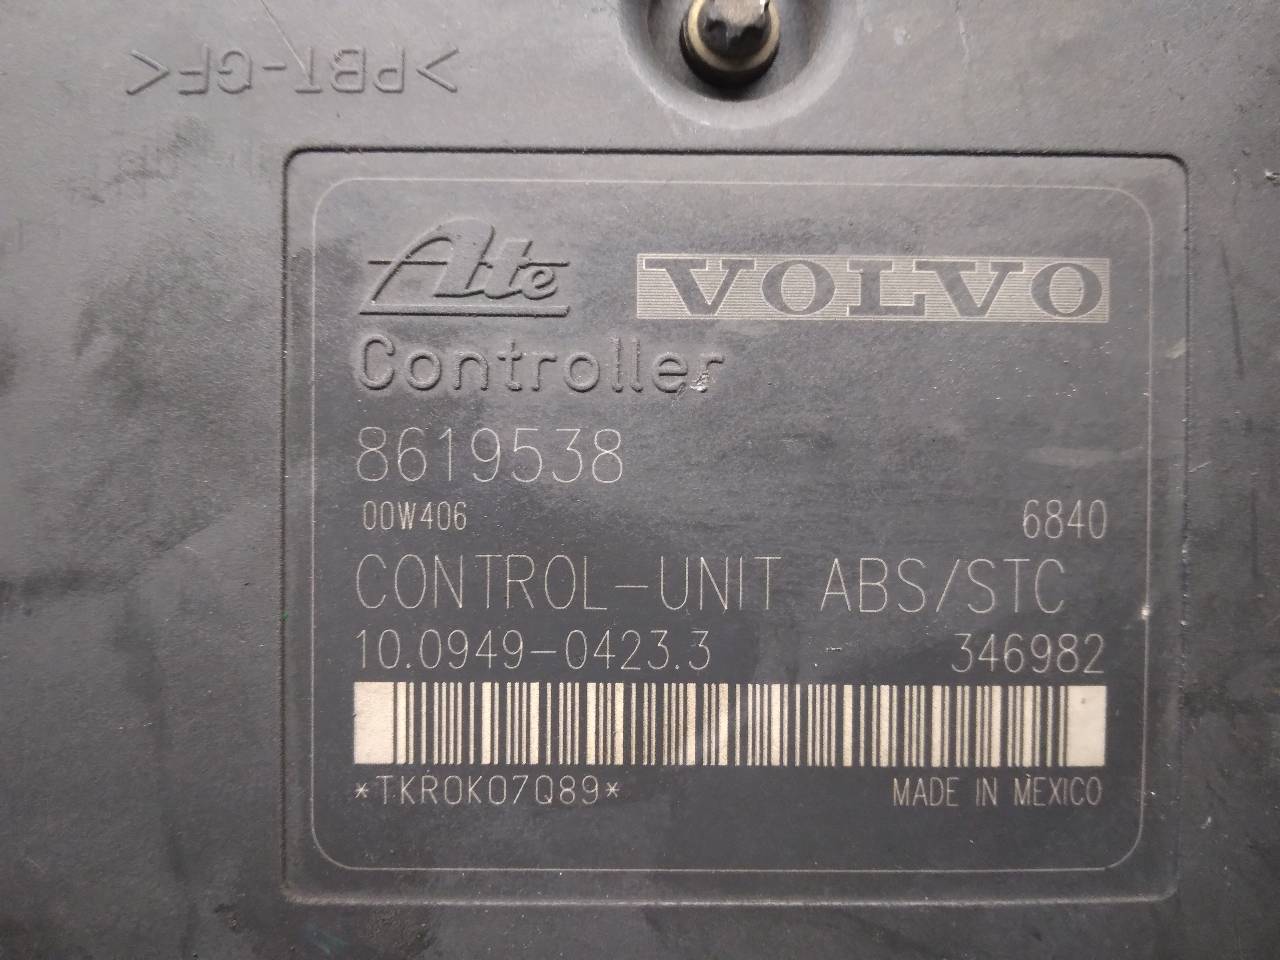 >PBT-GF<
Ate VOLVO
Controller
8619538
00W406 6840
CONTROL-UNIT ABS/STC
10.0949-0423.3 - 346982
*TKR0K07Q89* MADE IN MEXICO